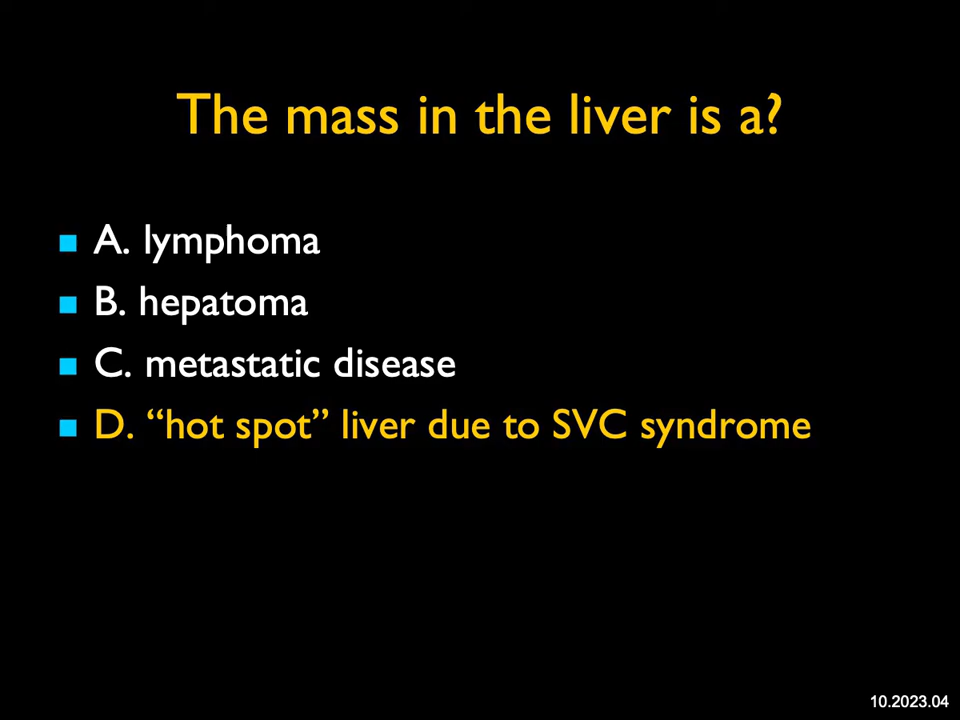 The mass in the liver is a?
A. lymphoma
B. hepatoma
C. metastatic disease
D. “hot spot” liver due to SVC syndrome
10.2023.04